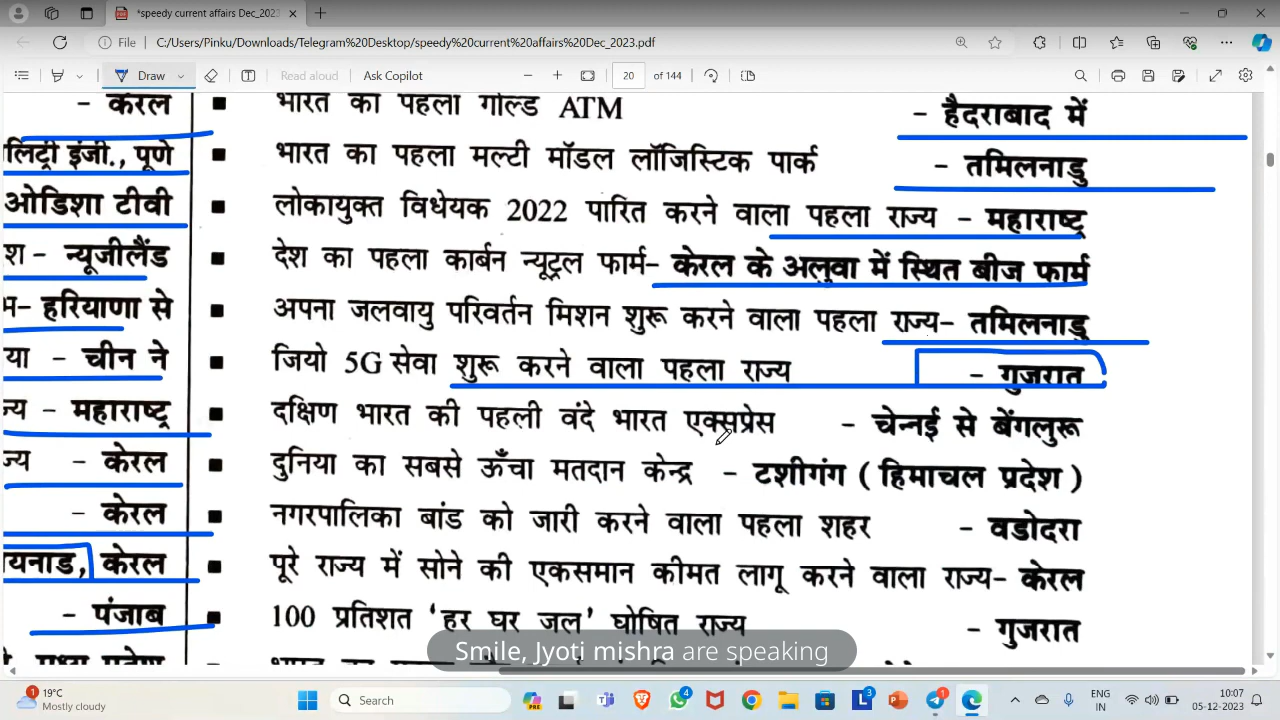 *speedy current affairs Dec_2023
File
C:/Users/Pinku/Downloads/Telegram%20Desktop/speedy%20current%20affairs%20Dec_2023.pdf
Draw
Read aloud
Ask Copilot
20 of 144
- केरल
■ भारत का पहला गोल्ड ATM - हैदराबाद में
इंजी., पूणे
■ भारत का पहला मल्टी मॉडल लॉजिस्टिक पार्क - तमिलनाडु
ओडिशा टीवी
■ लोकायुक्त विधेयक 2022 पारित करने वाला पहला राज्य - महाराष्ट्र
- न्यूजीलैंड
■ देश का पहला कार्बन न्यूट्रल फार्म- केरल के अलुवा में स्थित बीज फार्म
- हरियाणा से
■ अपना जलवायु परिवर्तन मिशन शुरू करने वाला पहला राज्य- तमिलनाडु
- चीन ने
■ जियो 5G सेवा शुरू करने वाला पहला राज्य - गुजरात
- महाराष्ट्र
■ दक्षिण भारत की पहली वंदे भारत एक्सप्रेस - चेन्नई से बेंगलुरू
- केरल
■ दुनिया का सबसे ऊँचा मतदान केन्द्र - टशीगंग ( हिमाचल प्रदेश )
- केरल
■ नगरपालिका बांड को जारी करने वाला पहला शहर - वडोदरा
केरल
■ पूरे राज्य में सोने की एकसमान कीमत लागू करने वाला राज्य- केरल
- पंजाब
■ 100 प्रतिशत 'हर घर जल' घोषित राज्य - गुजरात
Smile, Jyoti mishra are speaking
1
19°C
Mostly cloudy
Search
4
3
1
ENG
IN
10:07
05-12-2023